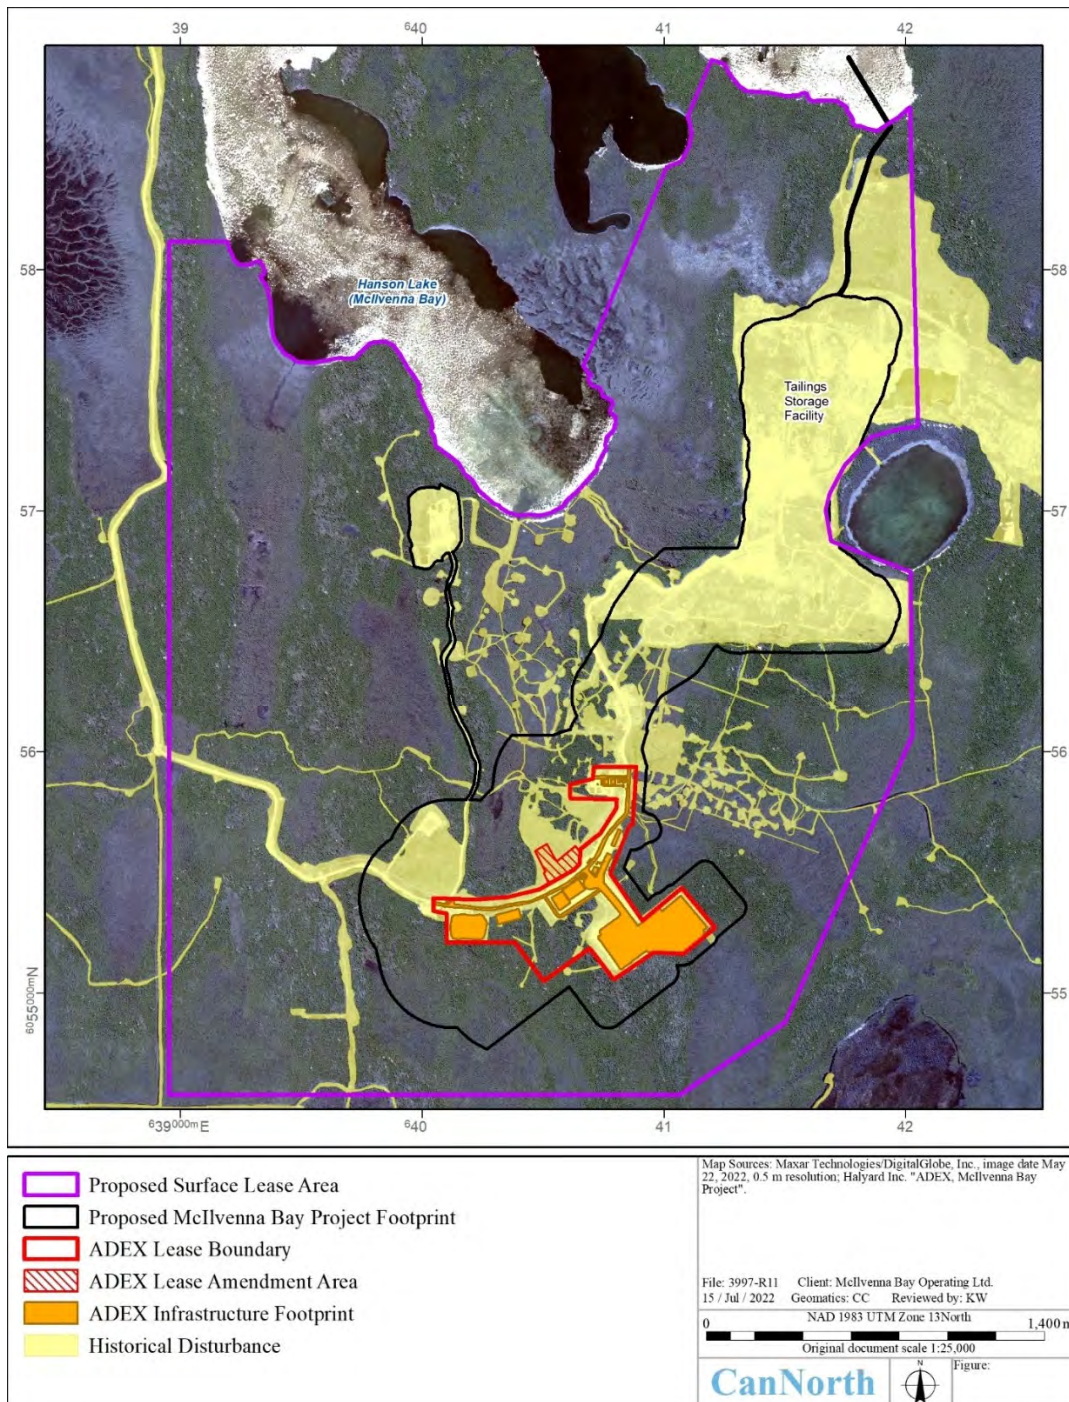 39 ⁶40 41 42
58 58
Hanson Lake
(McIlvenna Bay)
Tailings
Storage
Facility
57 57
56 56
⁶⁰55⁰⁰⁰ᵐN 55
⁶39⁰⁰⁰ᵐE ⁶40 41 42
Proposed Surface Lease Area
Proposed McIlvenna Bay Project Footprint
ADEX Lease Boundary
ADEX Lease Amendment Area
ADEX Infrastructure Footprint
Historical Disturbance
Map Sources: Maxar Technologies/DigitalGlobe, Inc., image date May
22, 2022, 0.5 m resolution; Halyard Inc. "ADEX, McIlvenna Bay
Project".
File: 3997-R11 Client: McIlvenna Bay Operating Ltd.
15 / Jul / 2022 Geomatics: CC Reviewed by: KW
NAD 1983 UTM Zone 13North
0 1,400 m
Original document scale 1:25,000
CanNorth
N
Figure: